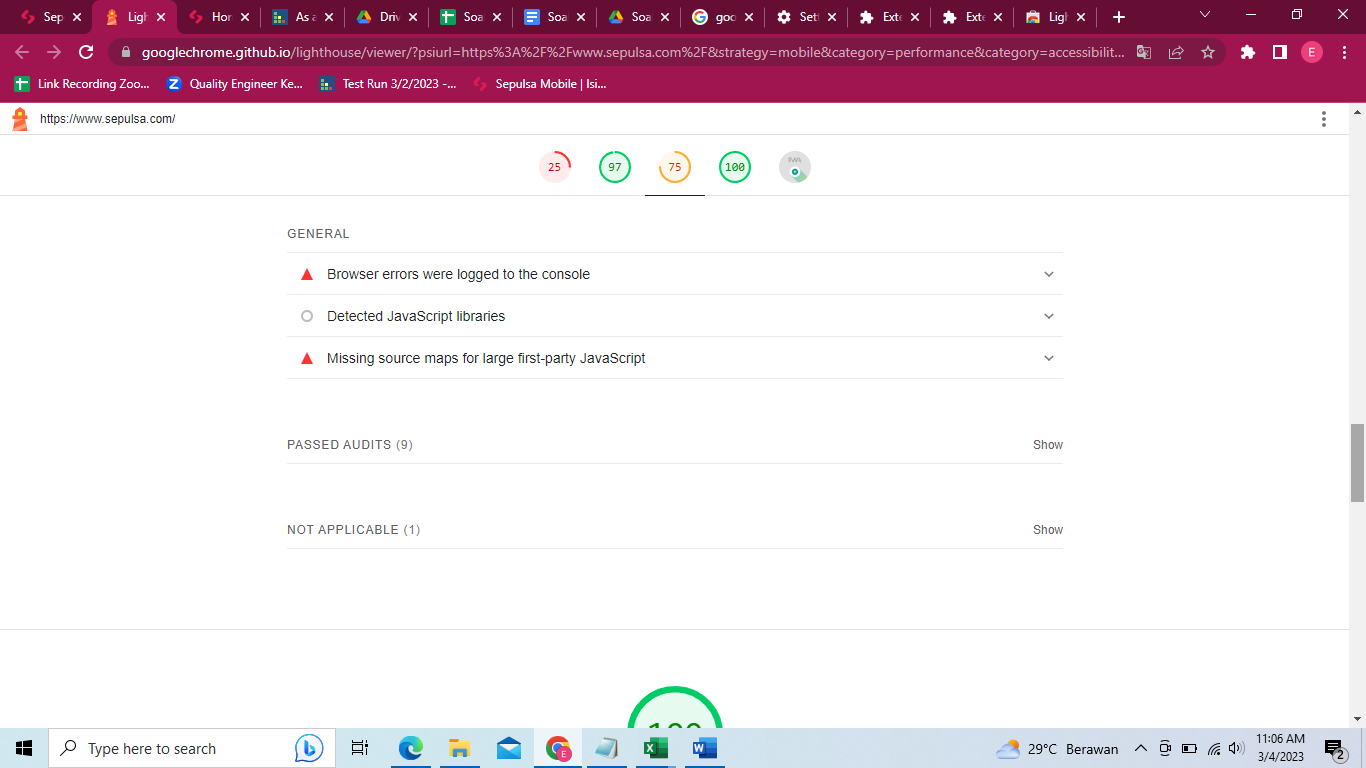 Sep
Ligh
Hor
As a
Driv
Soa
Soa
Soa
goo
Sett
Exte
Exte
Ligh
googlechrome.github.io/lighthouse/viewer/?psiurl=https%3A%2F%2Fwww.sepulsa.com%2F&strategy=mobile&category=performance&category=accessibilit...
E
Link Recording Zoo...
Quality Engineer Ke...
Test Run 3/2/2023 -...
Sepulsa Mobile | Isi...
https://www.sepulsa.com/
25
97
75
100
PWA
GENERAL
Browser errors were logged to the console
Detected JavaScript libraries
Missing source maps for large first-party JavaScript
PASSED AUDITS (9)
Show
NOT APPLICABLE (1)
Show
100
Type here to search
E
29°C Berawan
11:06 AM
3/4/2023
2